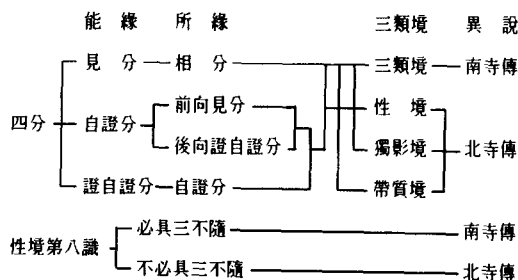 能緣 所緣 三類境 異說
見分 相分 三類境 南寺傳
前向見分 性境
四分 自證分
後向證自證分 獨影境 北寺傳
證自證分 自證分 帶質境
必具三不隨 南寺傳
性境第八識
不必具三不隨 北寺傳